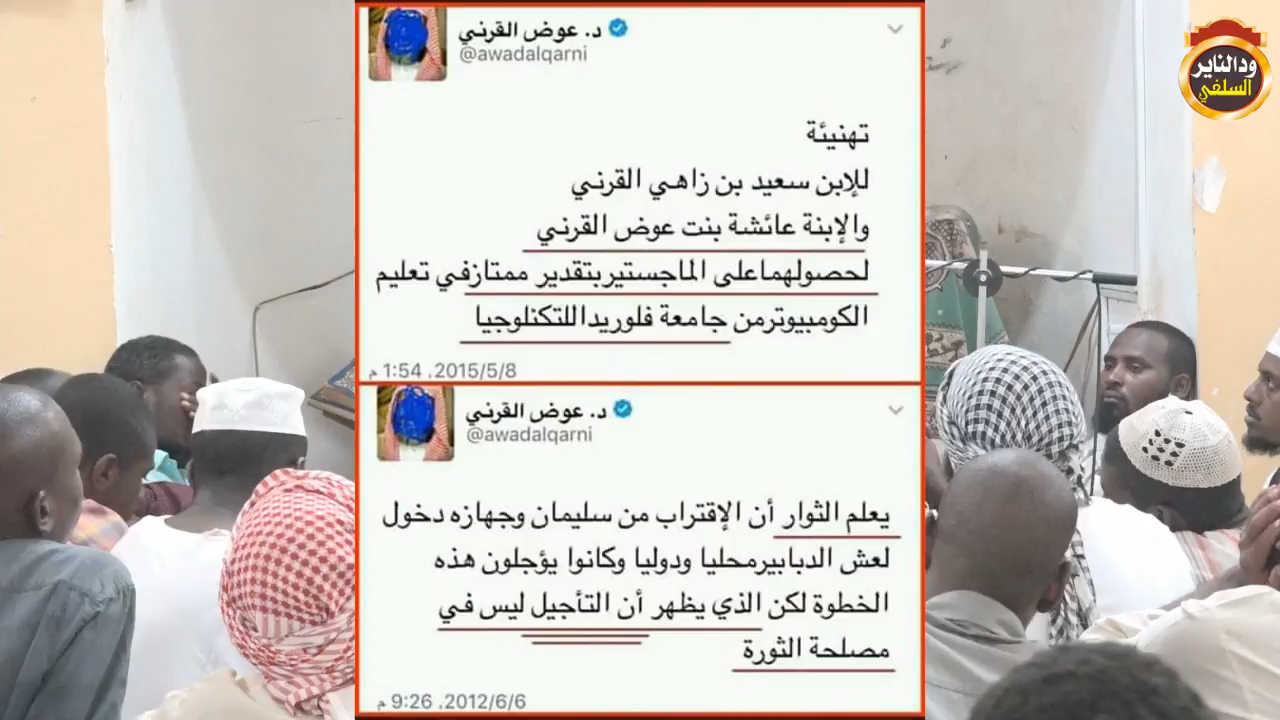 د. عوض القرني
@awadalqarni
تهنيئة
للإبن سعيد بن زاهي القرني
والإبنة عائشة بنت عوض القرني
لحصولهماعلى الماجستيربتقدير ممتازفي تعليم
الكومبيوترمن جامعة فلوريداللتكنلوجيا
2015/5/8، 1:54 م
د. عوض القرني
@awadalqarni
يعلم الثوار أن الإقتراب من سليمان وجهازه دخول
لعش الدبابيرمحليا ودوليا وكانوا يؤجلون هذه
الخطوة لكن الذي يظهر أن التأجيل ليس في
مصلحة الثورة
2012/6/6، 9:26 م
ودالناير
السلفي